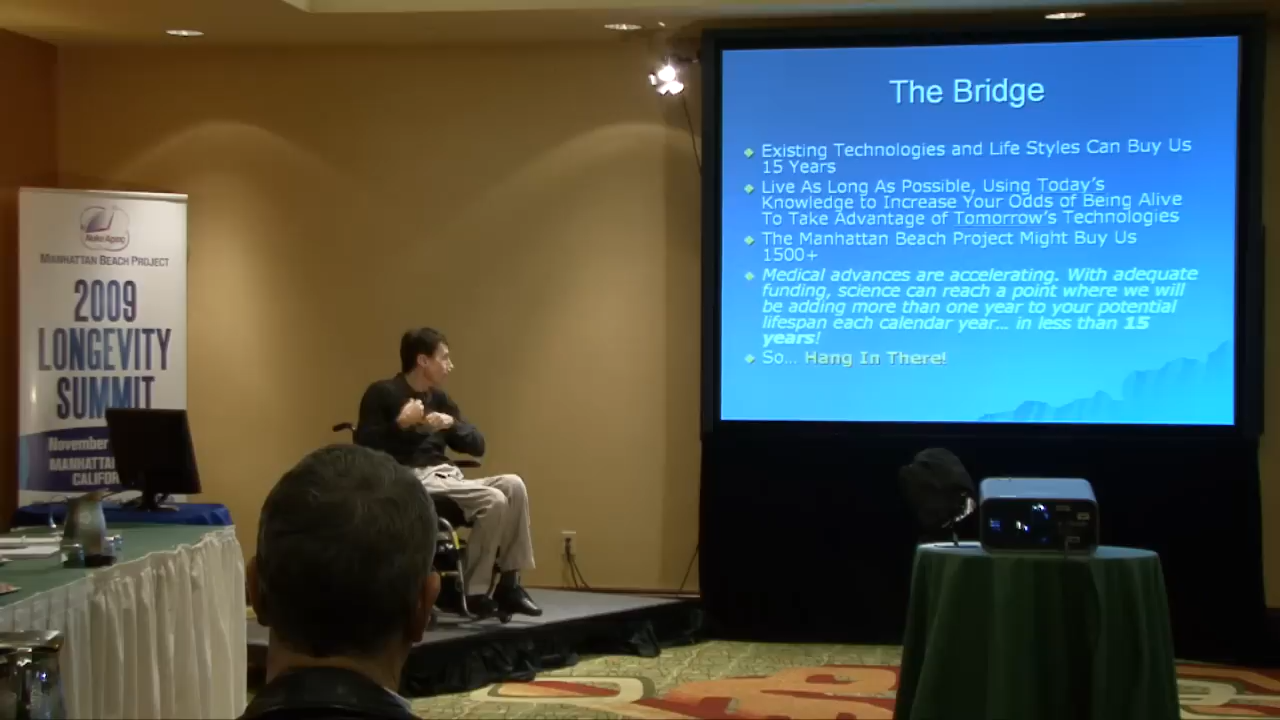 The Bridge
Existing Technologies and Life Styles Can Buy Us
15 Years
Live As Long As Possible, Using Today's
Knowledge to Increase Your Odds of Being Alive
To Take Advantage of Tomorrow's Technologies
The Manhattan Beach Project Might Buy Us
1500+
Medical advances are accelerating. With adequate
funding, science can reach a point where we will
be adding more than one year to your potential
lifespan each calendar year... in less than 15
years!
So... Hang In There!
MANHATTAN BEACH PROJECT
2009
LONGEVITY
SUMMIT
November
MANHATTAN
CALIFOR